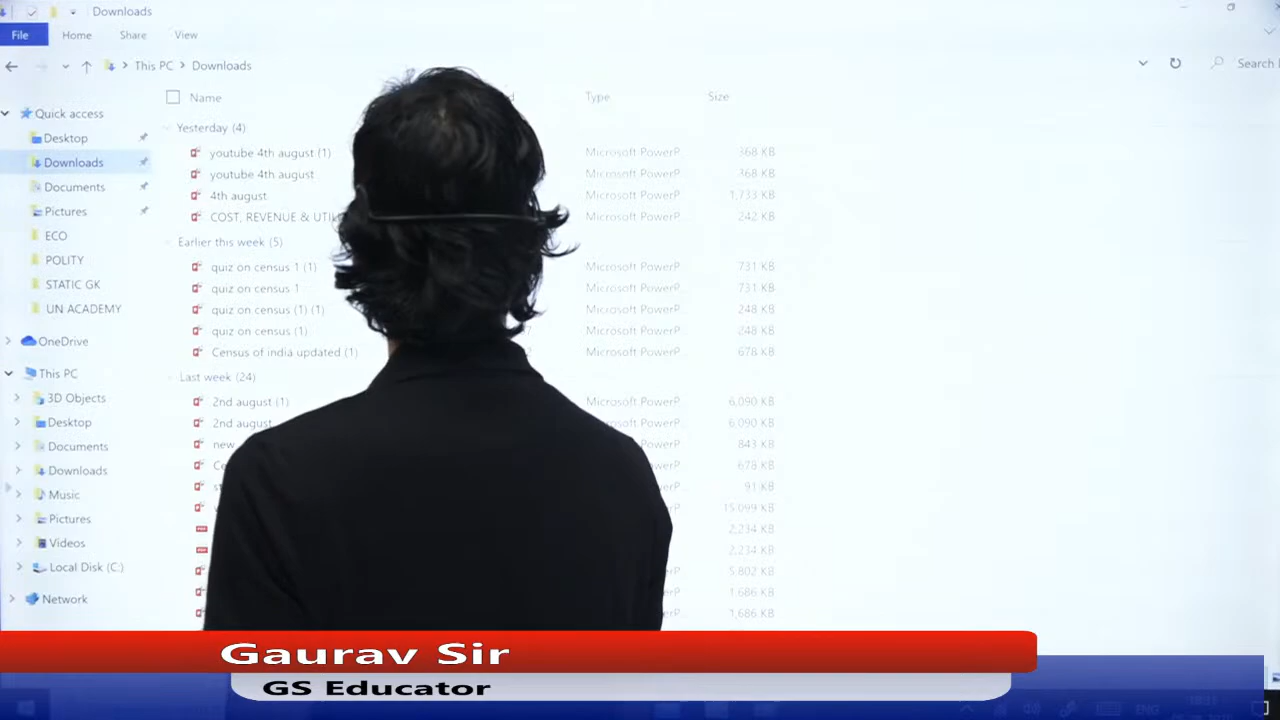 Downloads
File Home Share View
This PC > Downloads
Search
Name Type Size
Quick access
Desktop
Downloads
Documents
Pictures
ECO
POLITY
STATIC GK
UN ACADEMY
OneDrive
This PC
3D Objects
Desktop
Documents
Downloads
Music
Pictures
Videos
Local Disk (C:)
Network
Yesterday (4)
youtube 4th august (1) Microsoft PowerP... 368 KB
youtube 4th august Microsoft PowerP... 368 KB
4th august Microsoft PowerP... 1,733 KB
COST, REVENUE & Microsoft PowerP... 242 KB
Earlier this week (5)
quiz on census 1 (1) Microsoft PowerP... 731 KB
quiz on census 1 Microsoft PowerP... 731 KB
quiz on census (1) (1) Microsoft PowerP... 248 KB
quiz on census (1) Microsoft PowerP... 248 KB
Census of india updated (1) Microsoft PowerP... 678 KB
Last week (24)
2nd august (1) Microsoft PowerP... 6,090 KB
2nd august Microsoft PowerP... 6,090 KB
new 843 KB
678 KB
91 KB
15,099 KB
2,234 KB
2,234 KB
5,802 KB
1,686 KB
1,686 KB
Gaurav Sir
GS Educator
ENG